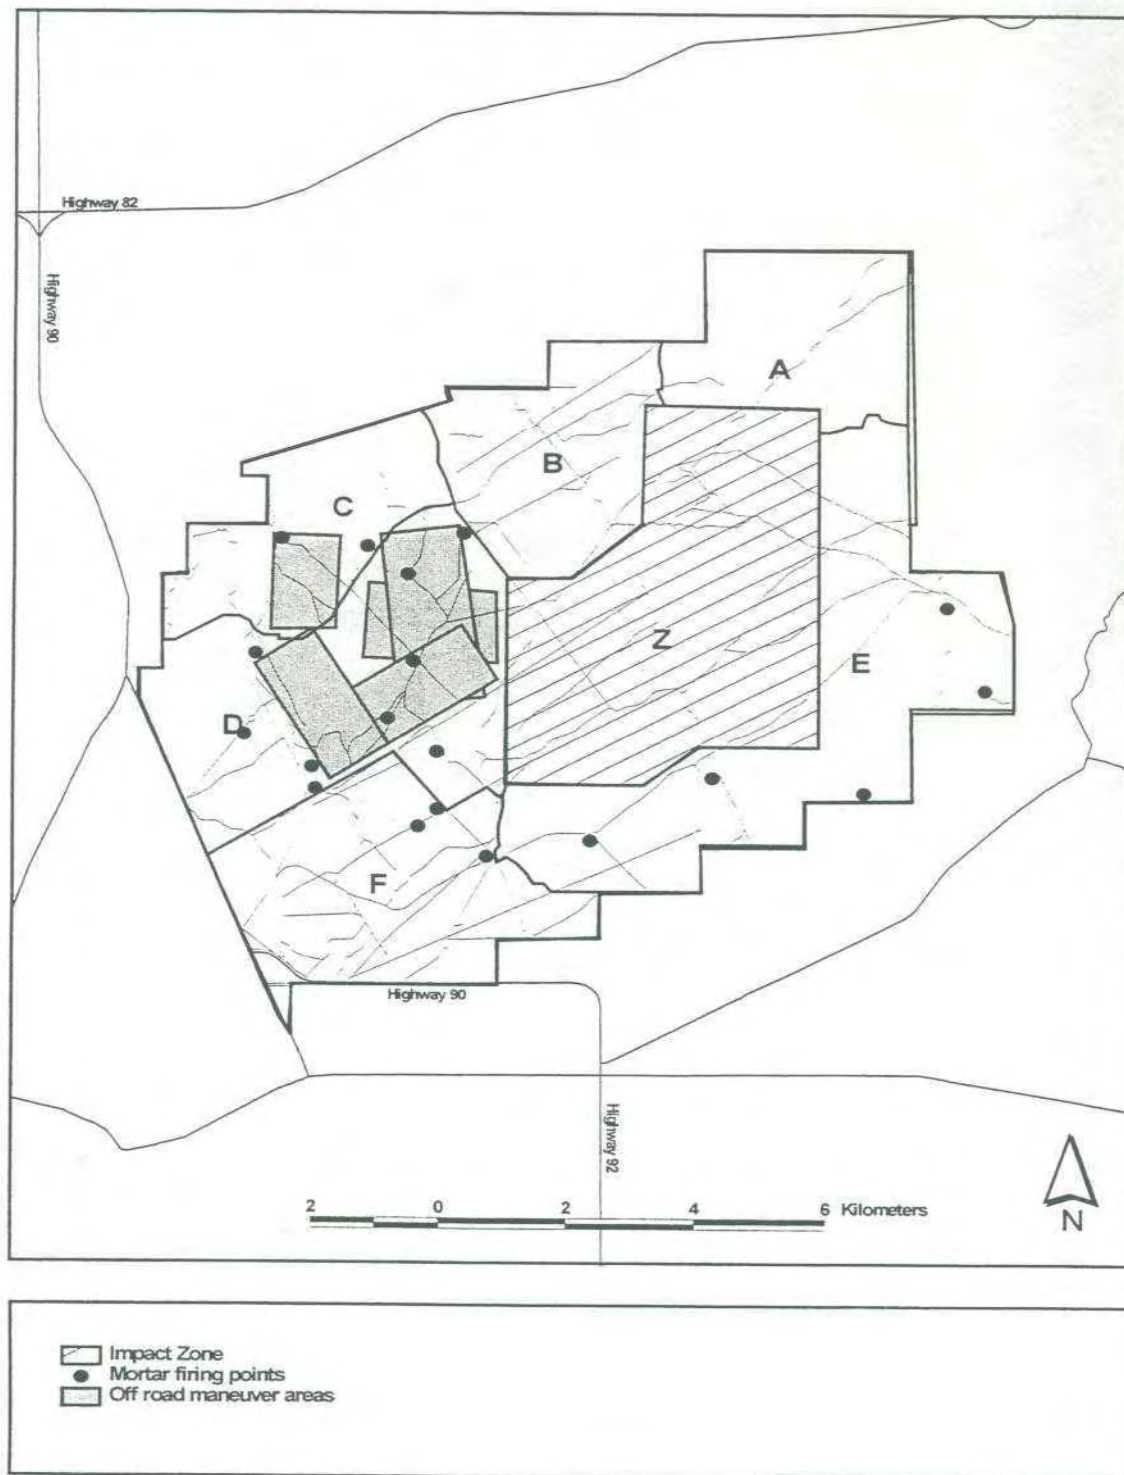 Highway 82
Highway 90
A
B
C
Z
E
D
F
Highway 90
Highway 92
2 0 2 4 6 Kilometers
N
Impact Zone
Mortar firing points
Off road maneuver areas